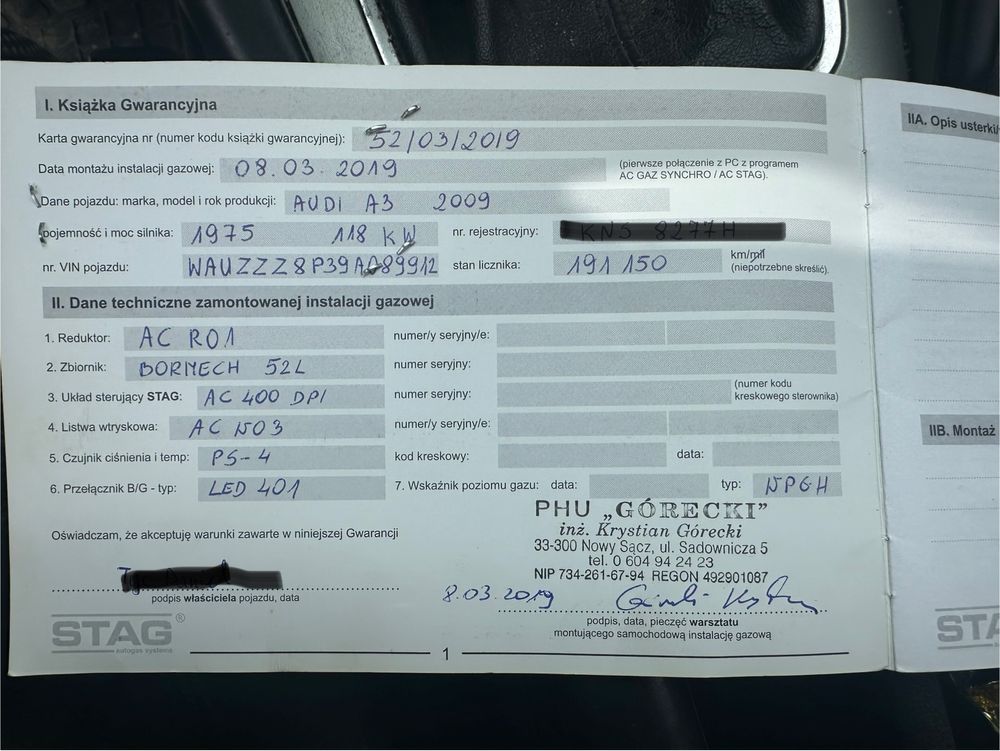 I. Książka Gwarancyjna
Karta gwarancyjna nr (numer kodu książki gwarancyjnej): 52/03/2019
Data montażu instalacji gazowej: 08.03.2019 (pierwsze połączenie z PC z programem
AC GAZ SYNCHRO / AC STAG).
Dane pojazdu: marka, model i rok produkcji: AUDI A3 2009
pojemność i moc silnika: 1975 118 KW nr. rejestracyjny:
nr. VIN pojazdu: stan licznika: 191 150 km/mil
(niepotrzebne skreślić).
II. Dane techniczne zamontowanej instalacji gazowej
1. Reduktor: AC R01 numer/y seryjny/e:
2. Zbiornik: BORMECH 52L numer seryjny:
3. Układ sterujący STAG: AC 400 DPI numer seryjny: (numer kodu
kreskowego sterownika)
4. Listwa wtryskowa: AC W03 numer/y seryjny/e:
5. Czujnik ciśnienia i temp: PS-4 kod kreskowy: data:
6. Przełącznik B/G - typ: LED 401 7. Wskaźnik poziomu gazu: data: typ: WPGH
Oświadczam, że akceptuję warunki zawarte w niniejszej Gwarancji
podpis właściciela pojazdu, data
PHU „GÓRECKI”
inż. Krystian Górecki
33-300 Nowy Sącz, ul. Sadownicza 5
tel. 0 604 94 24 23
NIP 734-261-67-94 REGON 492901087
8.03.2019
podpis, data, pieczęć warsztatu
montującego samochodową instalację gazową
STAG®
autogas systems
1
IIA. Opis usterki
IIB. Montaż
STA